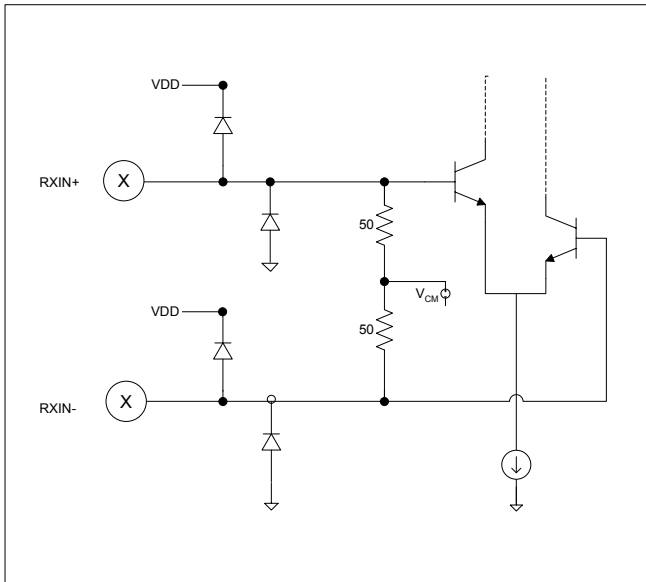 VDD
RXIN+
X
50
V_CM
50
VDD
RXIN-
X